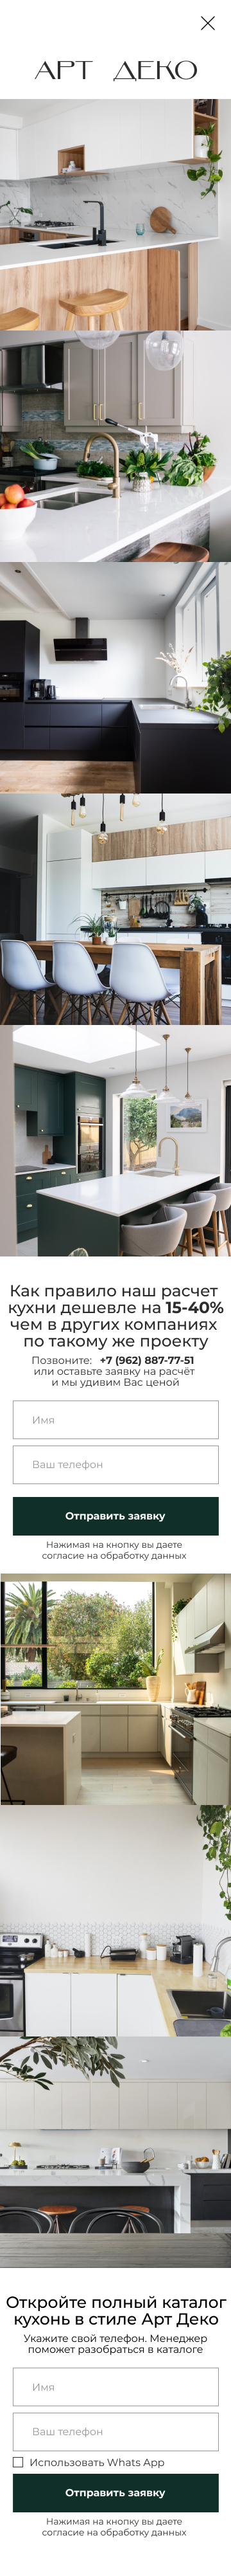 АРТ ДЕКО
Как правило наш расчет
кухни дешевле на 15-40%
чем в других компаниях
по такому же проекту
Позвоните: +7 (962) 887-77-51
или оставьте заявку на расчёт
и мы удивим Вас ценой
Имя
Ваш телефон
Отправить заявку
Нажимая на кнопку вы даете
согласие на обработку данных
Откройте полный каталог
кухонь в стиле Арт Деко
Укажите свой телефон. Менеджер
поможет разобраться в каталоге
Имя
Ваш телефон
Использовать Whats App
Отправить заявку
Нажимая на кнопку вы даете
согласие на обработку данных